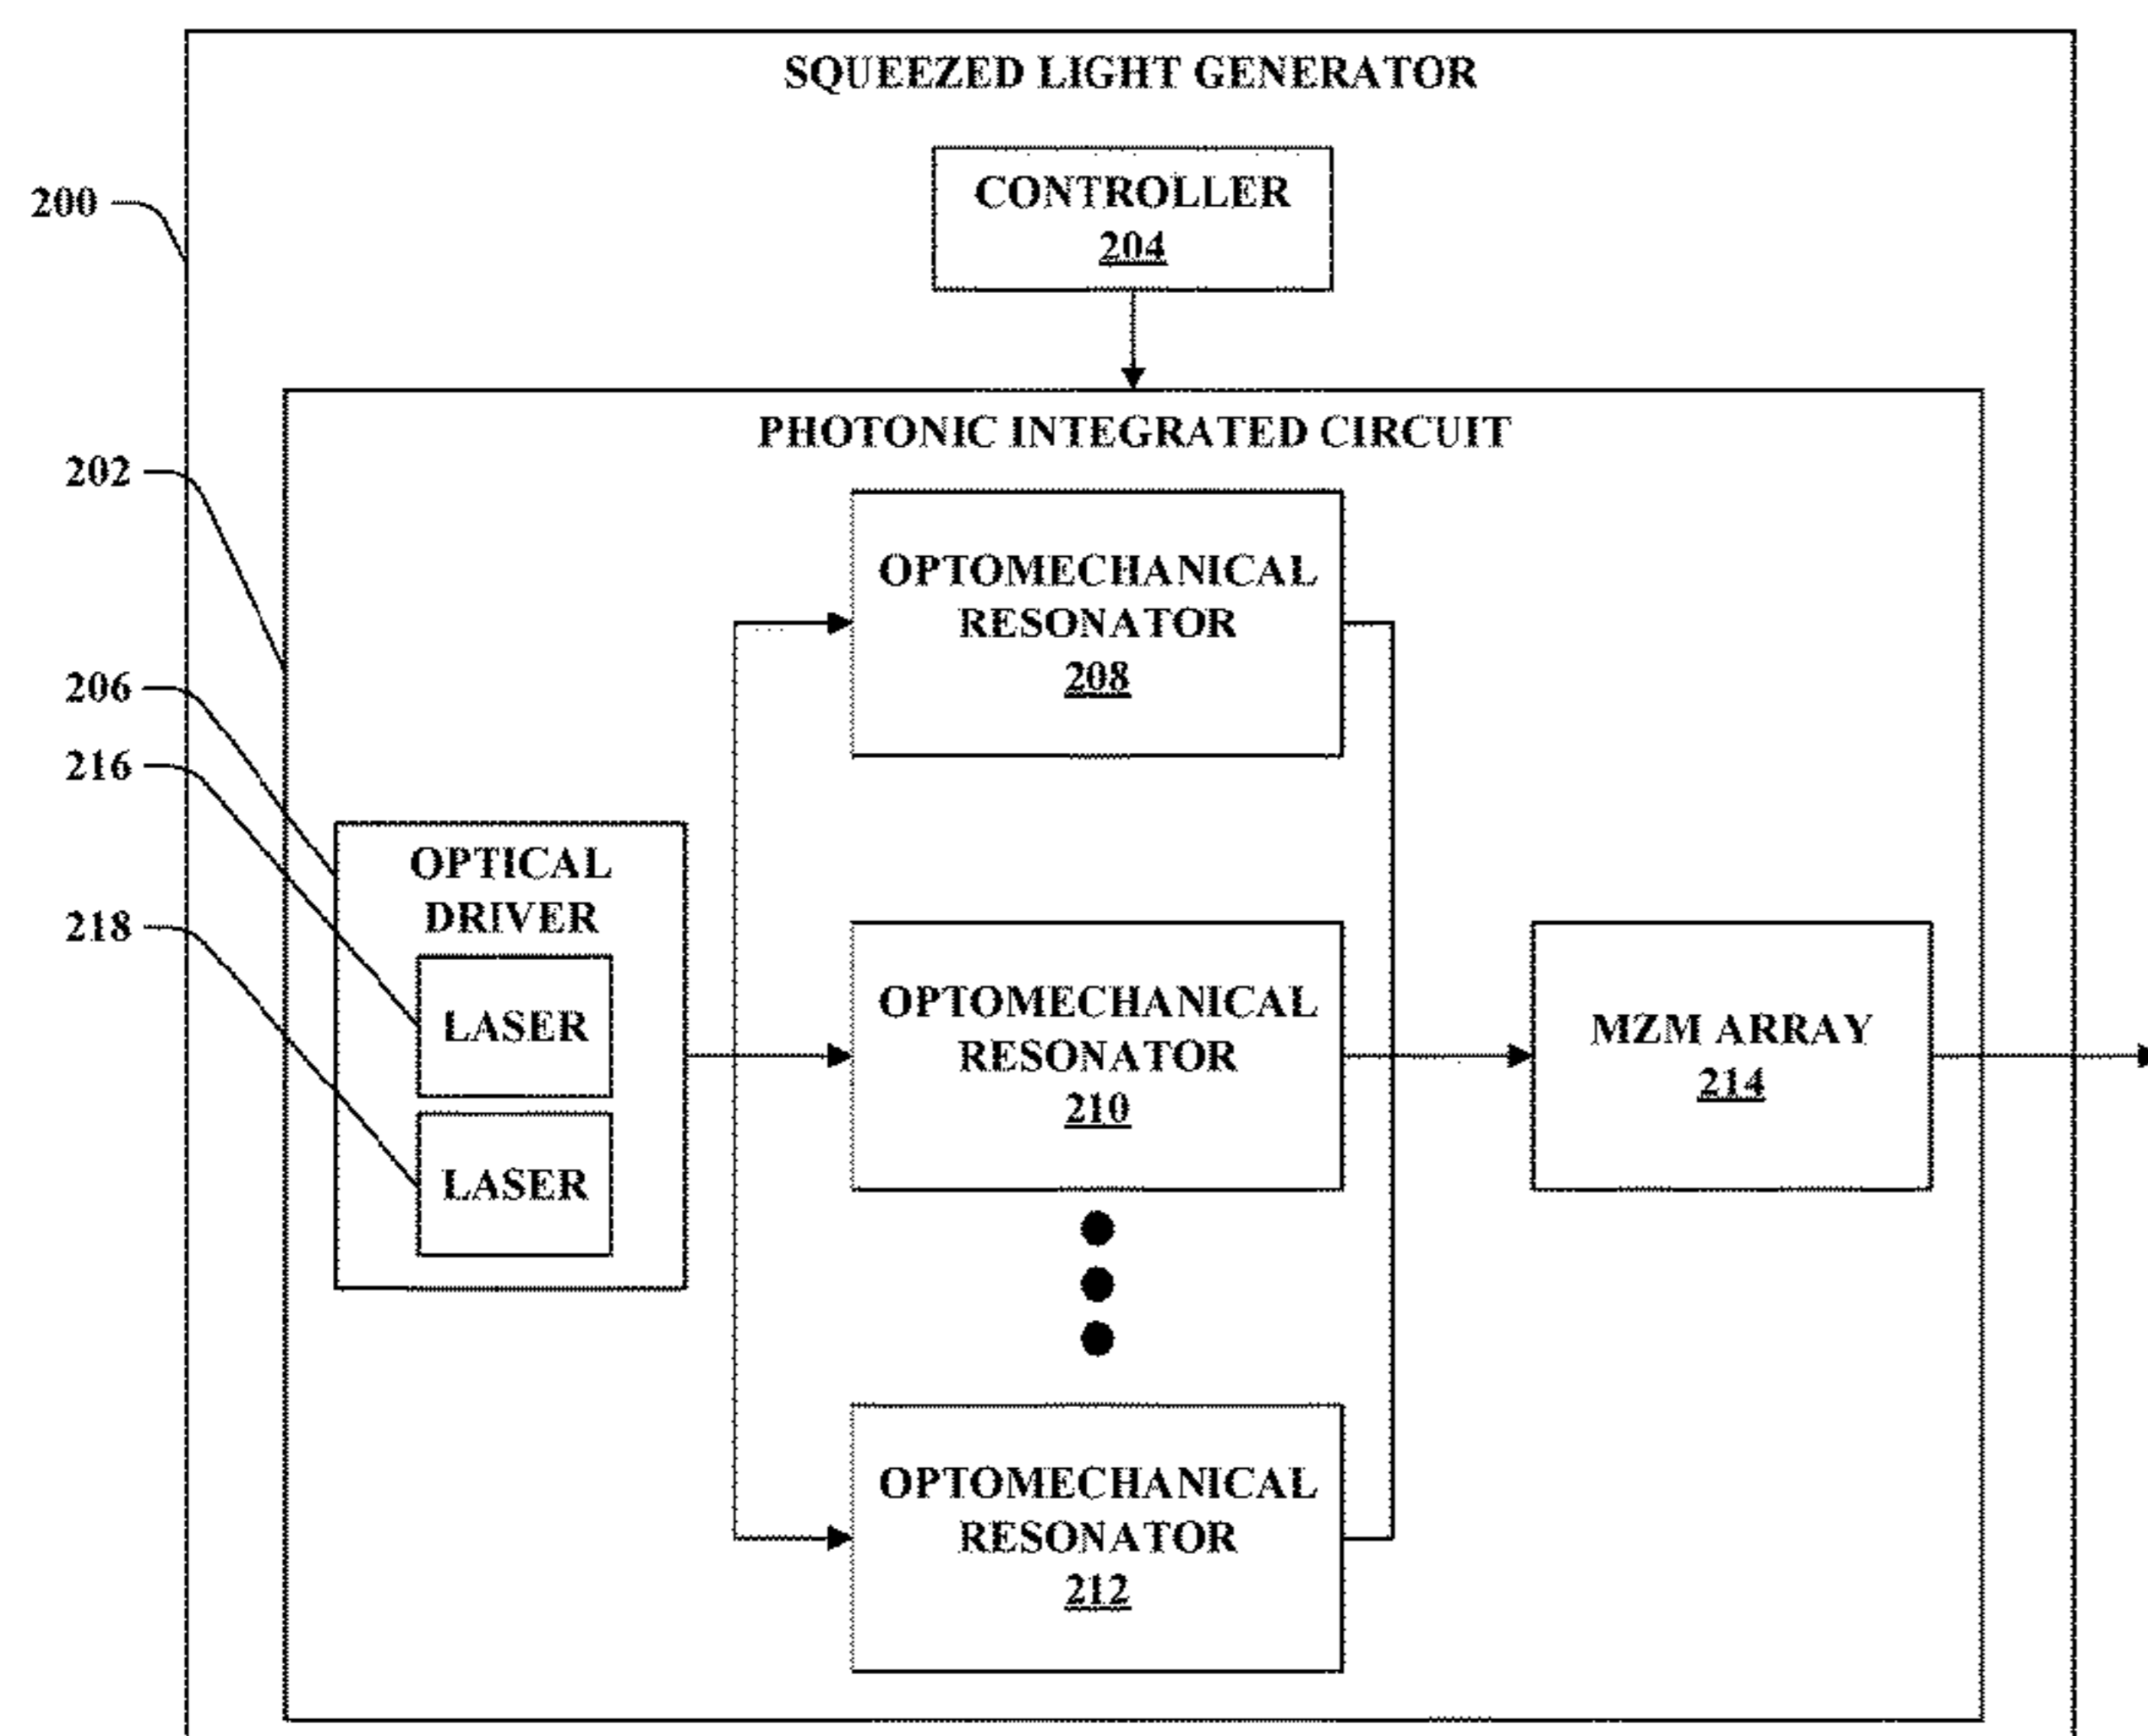 SQUEEZED LIGHT GENERATOR
CONTROLLER
204
200
PHOTONIC INTEGRATED CIRCUIT
202
OPTOMECHANICAL
RESONATOR
208
206
216
218
OPTICAL
DRIVER
LASER
LASER
OPTOMECHANICAL
RESONATOR
210
MZM ARRAY
214
OPTOMECHANICAL
RESONATOR
212